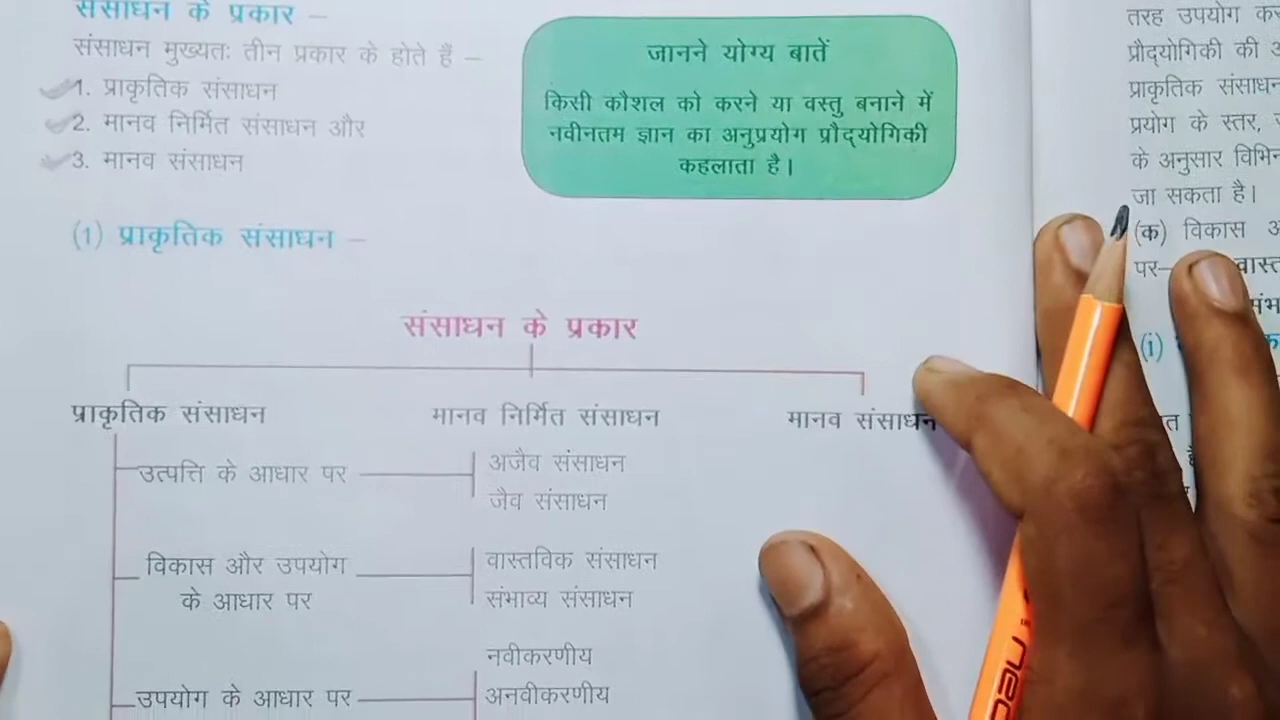 संसाधन के प्रकार –
संसाधन मुख्यतः तीन प्रकार के होते हैं –
1. प्राकृतिक संसाधन
2. मानव निर्मित संसाधन और
3. मानव संसाधन
जानने योग्य बातें
किसी कौशल को करने या वस्तु बनाने में
नवीनतम ज्ञान का अनुप्रयोग प्रौद्योगिकी
कहलाता है।
(1) प्राकृतिक संसाधन –
संसाधन के प्रकार
प्राकृतिक संसाधन मानव निर्मित संसाधन मानव संसाधन
उत्पत्ति के आधार पर
अजैव संसाधन
जैव संसाधन
विकास और उपयोग
के आधार पर
वास्तविक संसाधन
संभाव्य संसाधन
उपयोग के आधार पर
नवीकरणीय
अनवीकरणीय
तरह उपयोग
प्रौद्योगिकी की
प्राकृतिक
प्रयोग के स्तर,
के अनुसार
जा सकता है।
(क) विकास
पर–
(i)